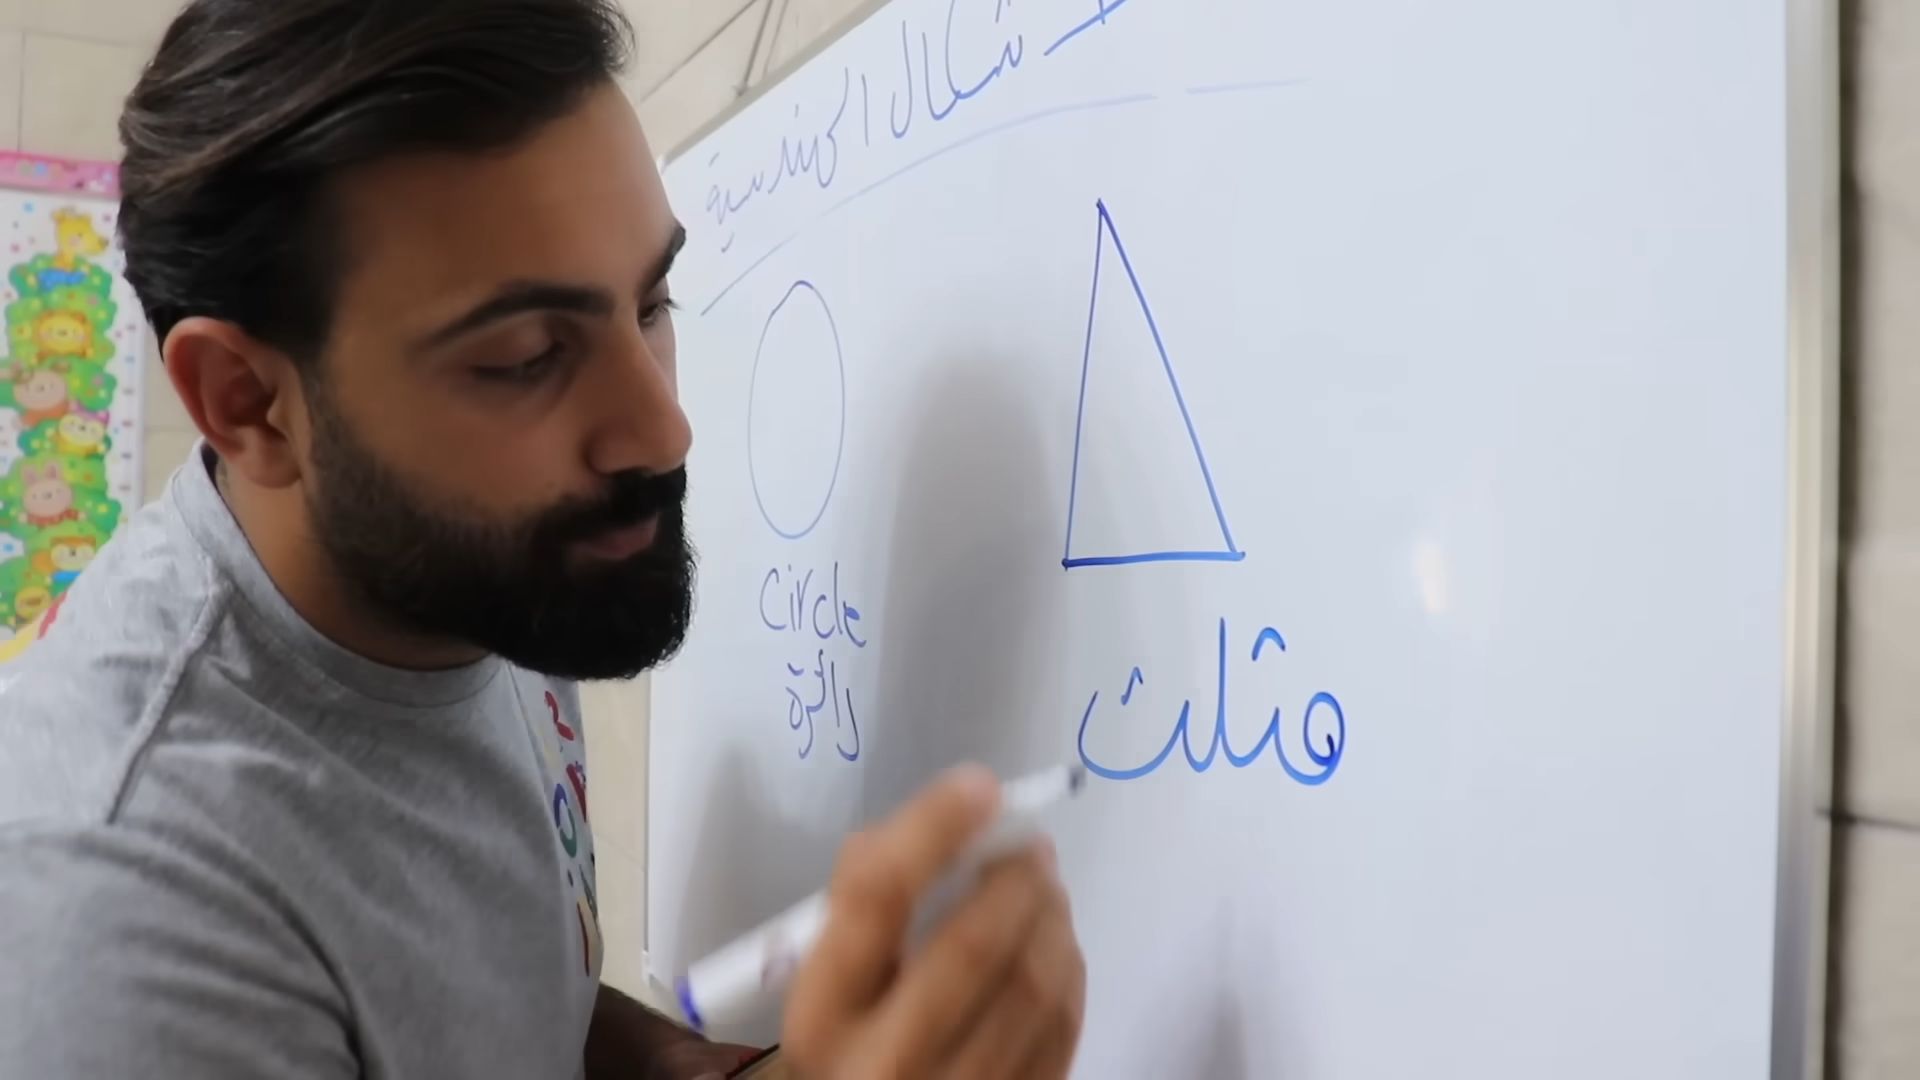 الأشكال الهندسية
Circle
دائرة
مثلث